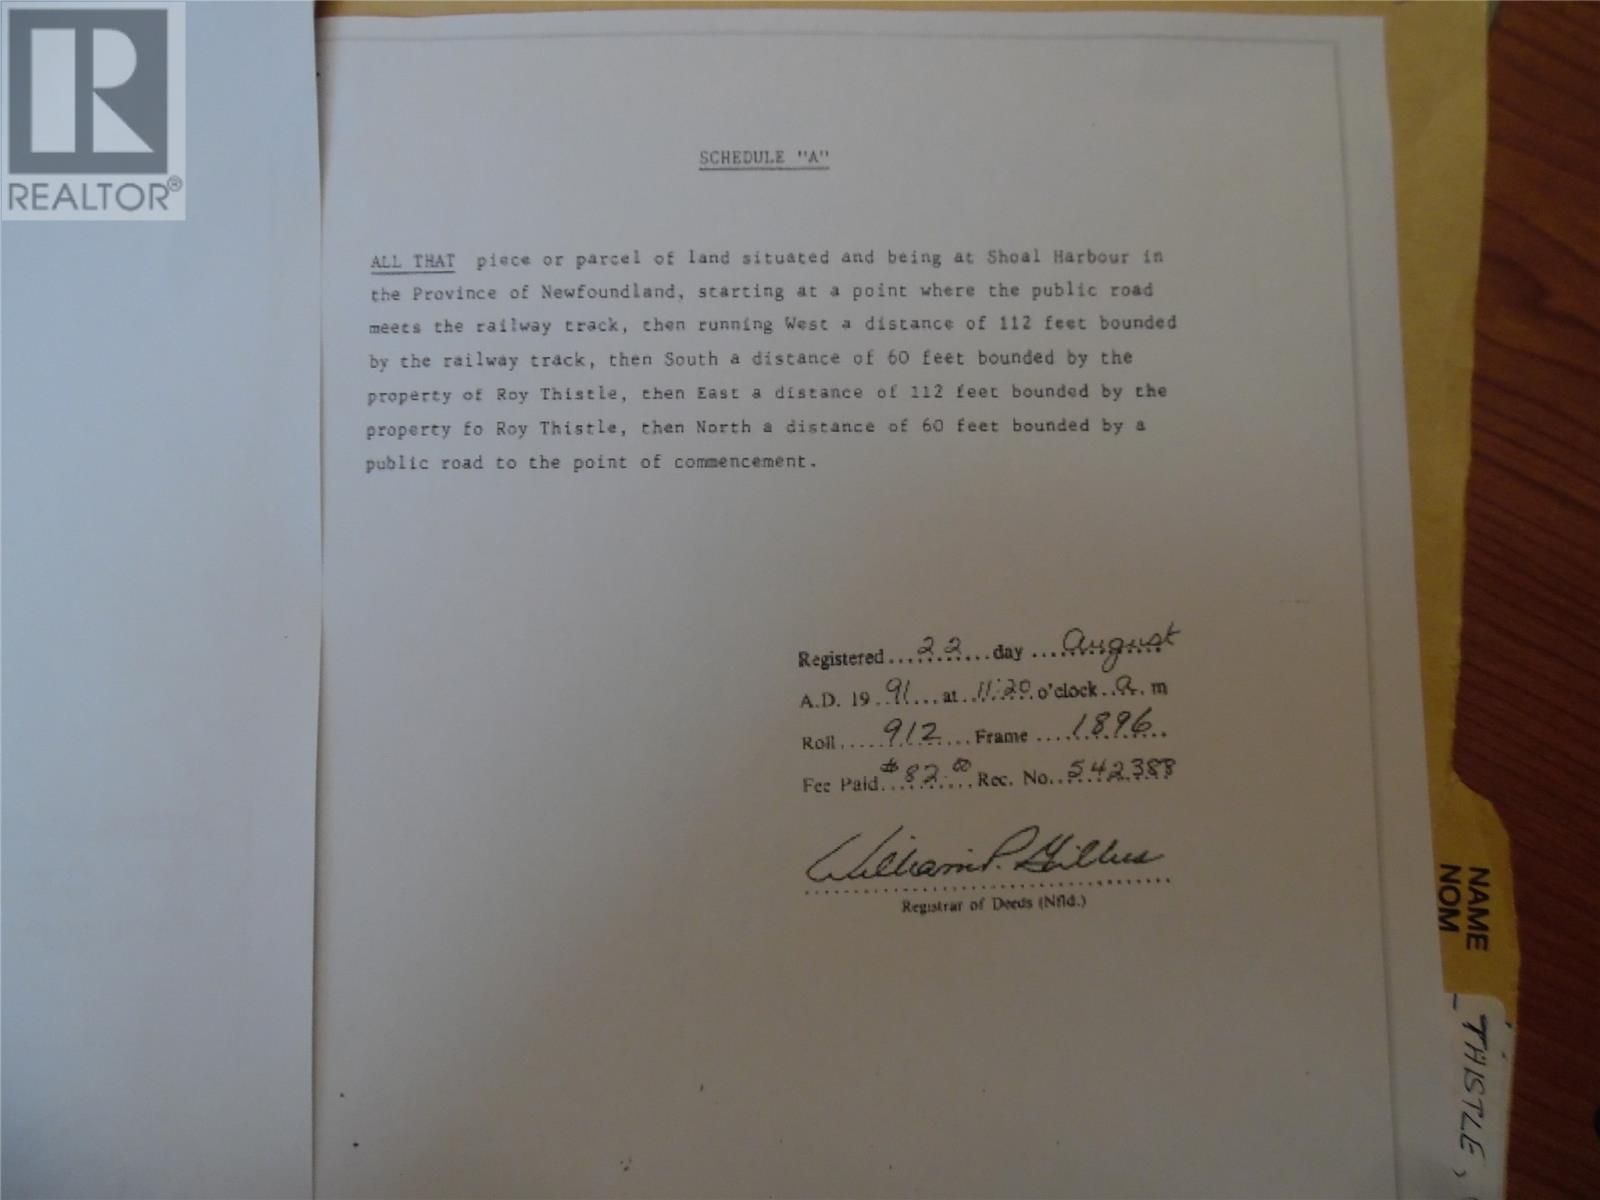 REALTOR®
SCHEDULE "A"
ALL THAT piece or parcel of land situated and being at Shoal Harbour in
the Province of Newfoundland, starting at a point where the public road
meets the railway track, then running West a distance of 112 feet bounded
by the railway track, then South a distance of 60 feet bounded by the
property of Roy Thistle, then East a distance of 112 feet bounded by the
property fo Roy Thistle, then North a distance of 60 feet bounded by a
public road to the point of commencement.
Registered...22...day...August
A.D. 19.91...at.11:20.o'clock.a.m
Roll...912...Frame...1896...
Fee Paid $82.00 Rec. No..542388
William P. Gillies
Registrar of Deeds (Nfld.)
NAME
NOM
THISTLE,